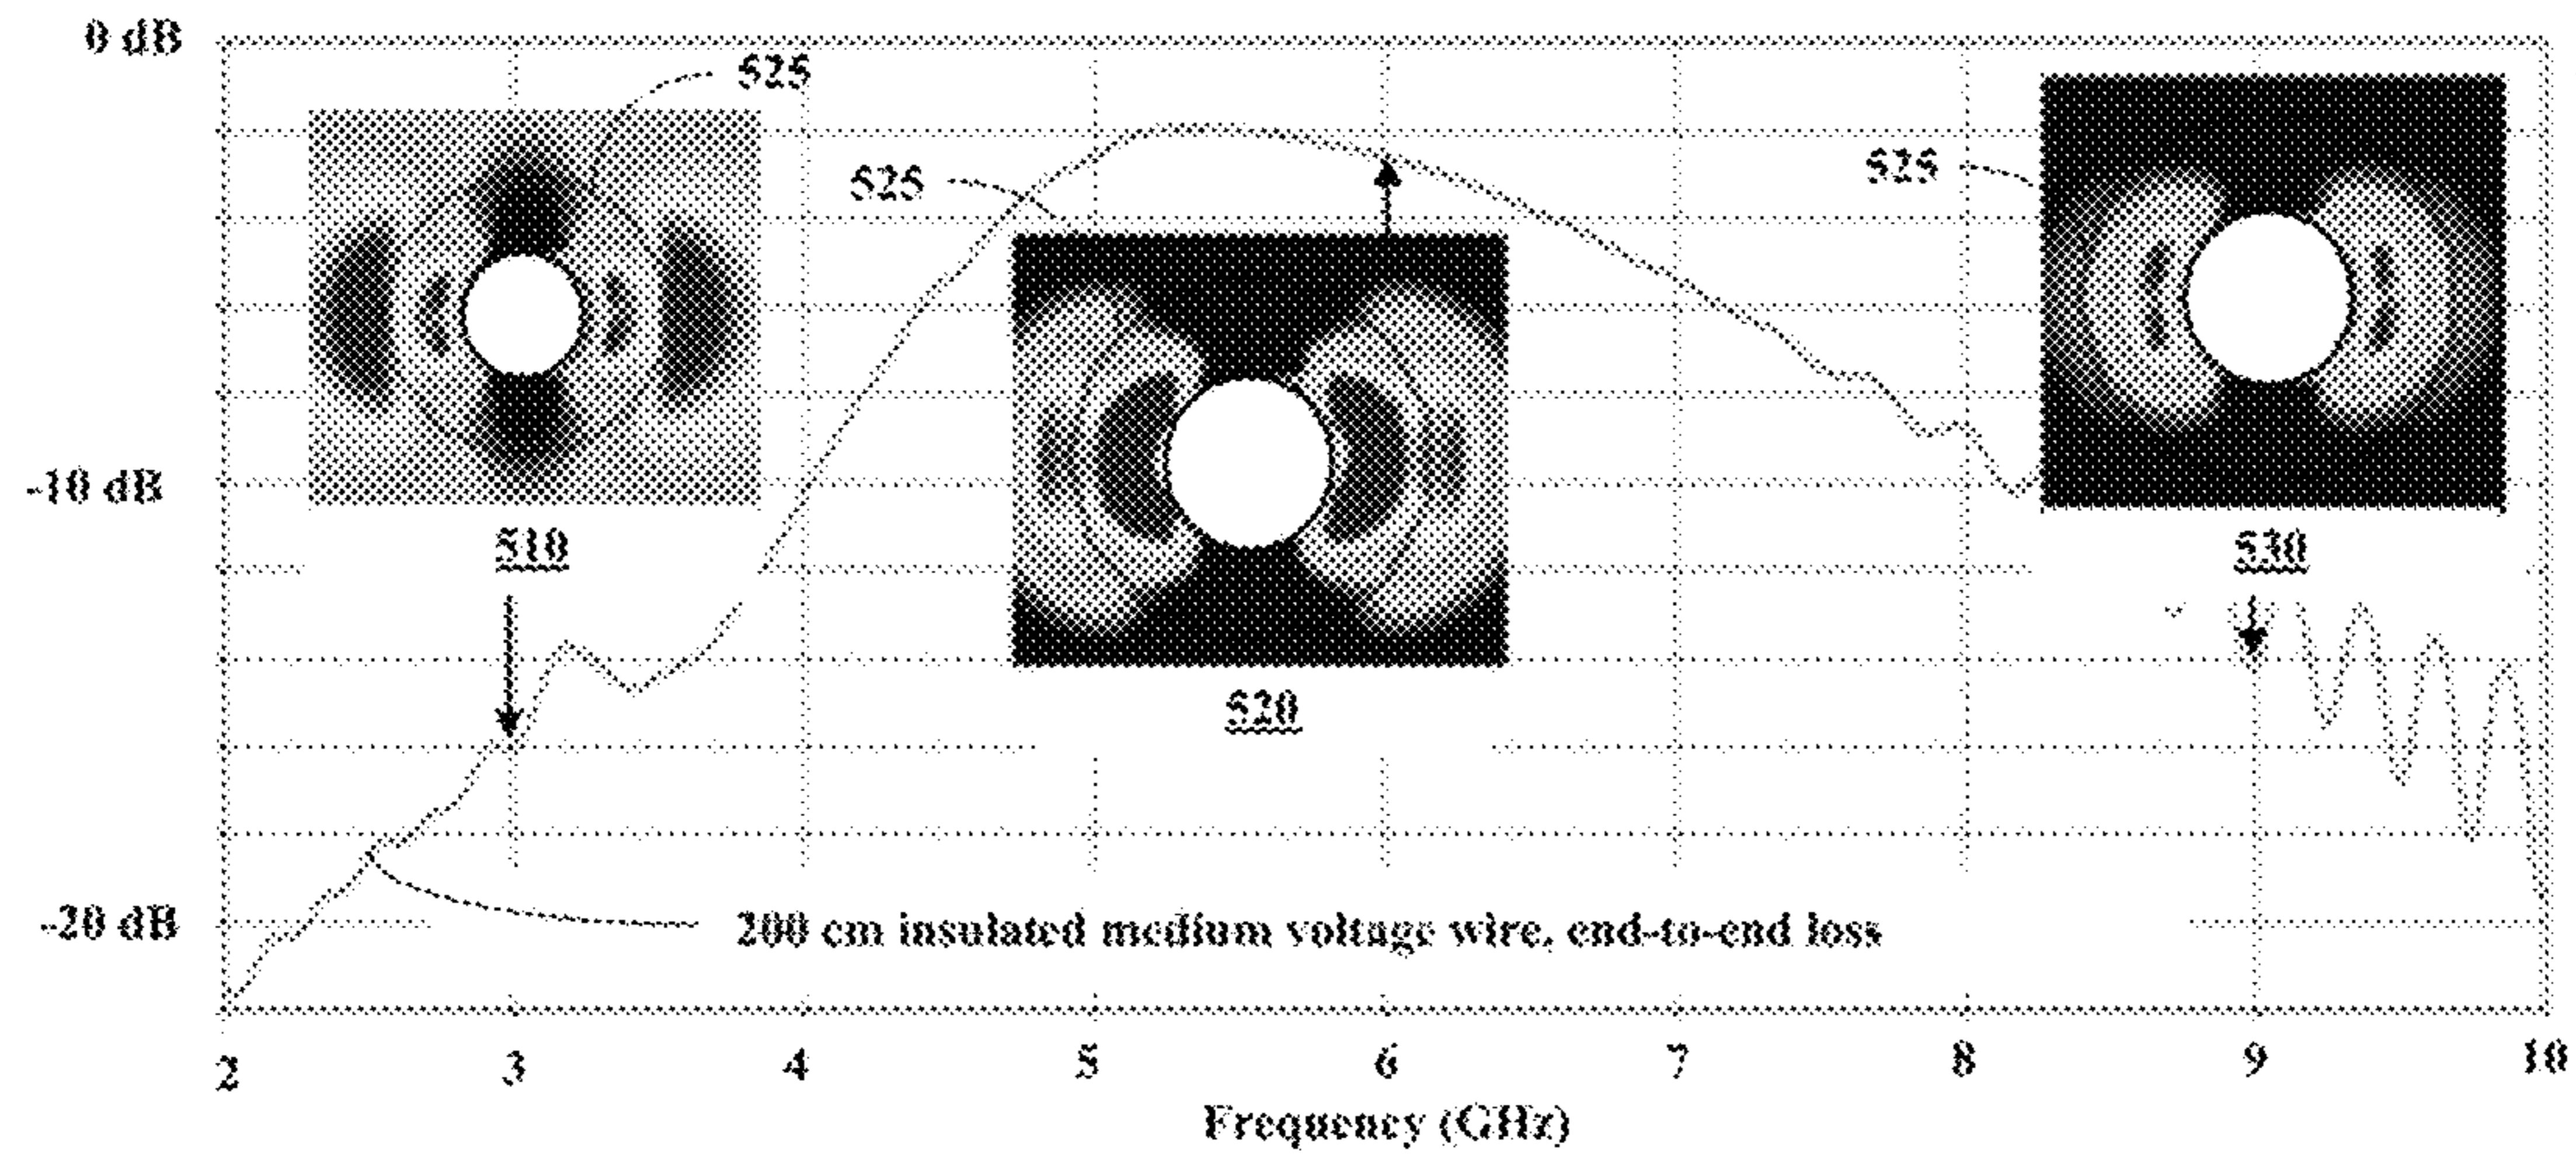 0 dB
525
525
525
-10 dB
510
530
520
-20 dB
200 cm insulated medium voltage wire, end-to-end loss
2 3 4 5 6 7 8 9 10
Frequency (GHz)